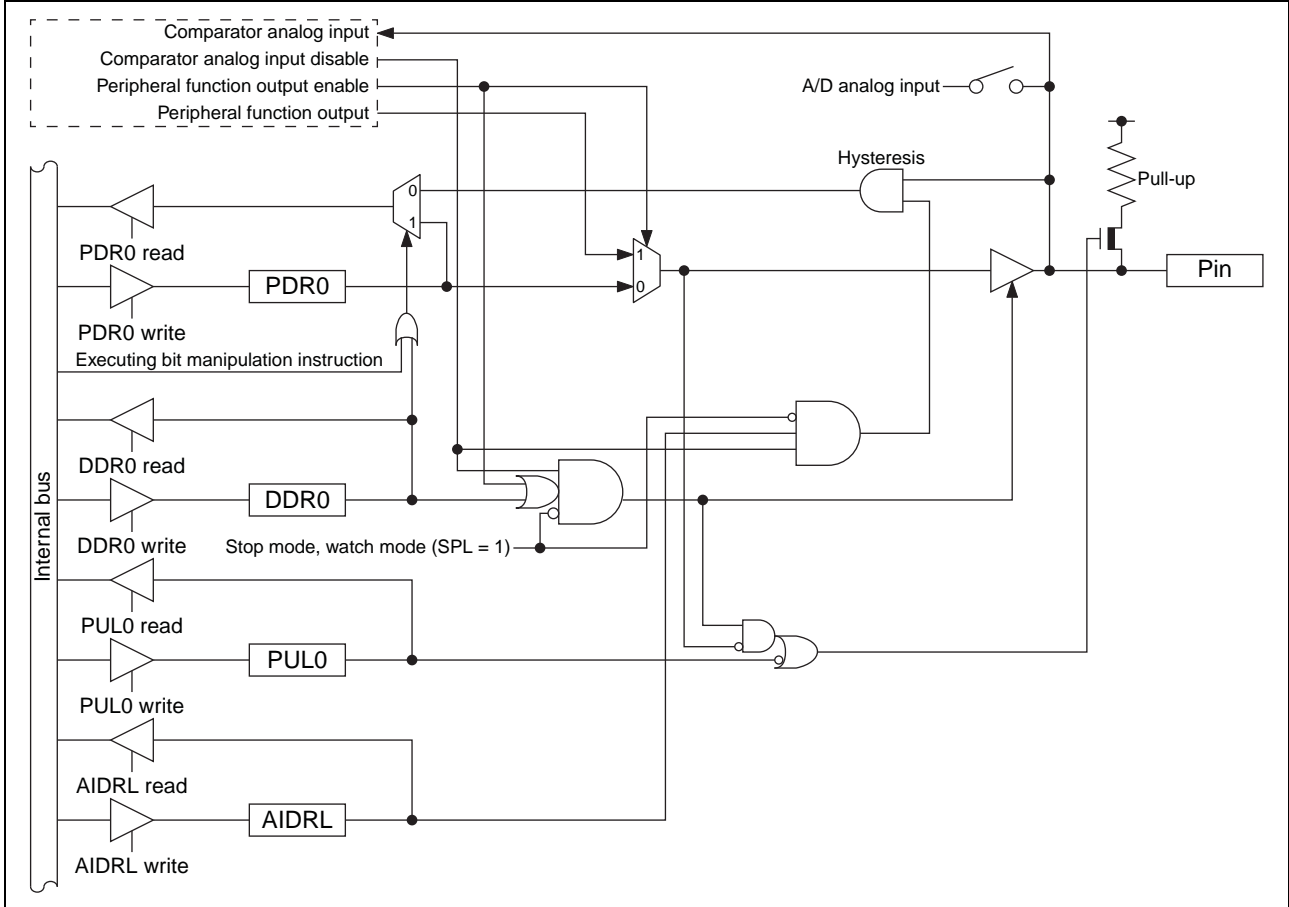 Comparator analog input
Comparator analog input disable
Peripheral function output enable
Peripheral function output
A/D analog input
Hysteresis
Pull-up
0
1
PDR0 read
1
0
Pin
PDR0
PDR0 write
Executing bit manipulation instruction
DDR0 read
DDR0
DDR0 write
Stop mode, watch mode (SPL = 1)
Internal bus
PUL0 read
PUL0
PUL0 write
AIDRL read
AIDRL
AIDRL write